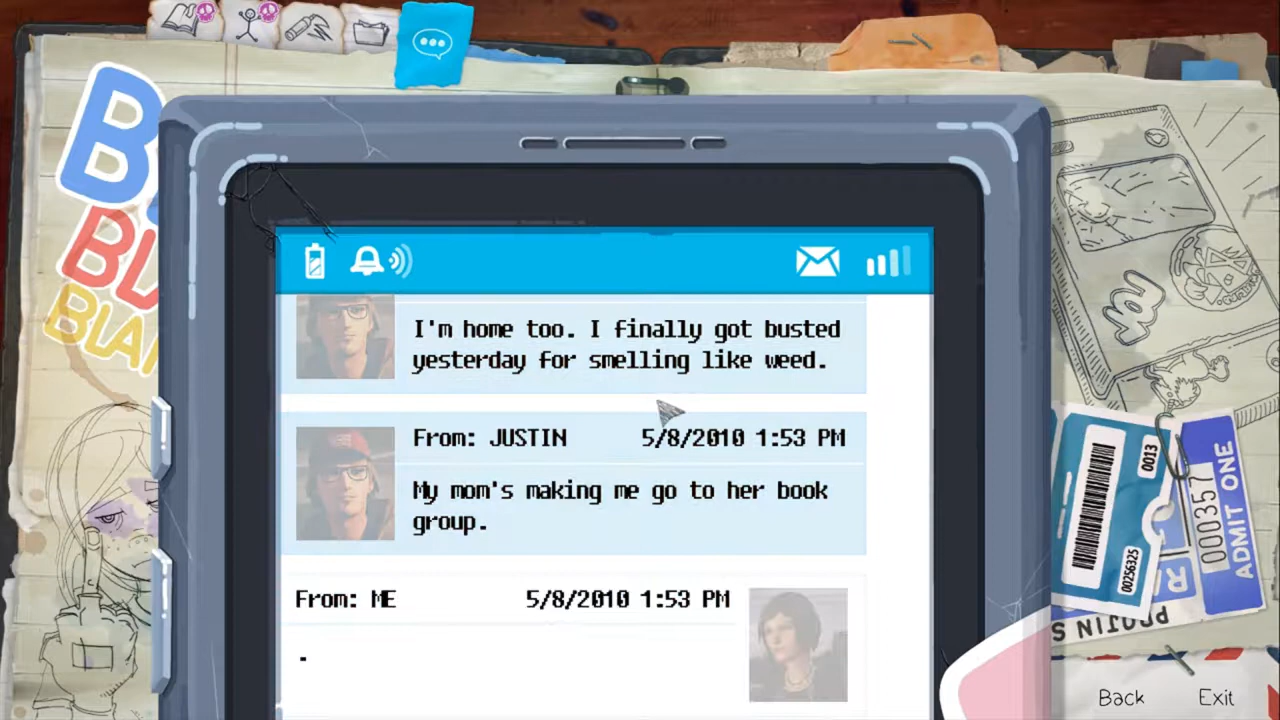 I'm home too. I finally got busted
yesterday for smelling like weed.
From: JUSTIN 5/8/2010 1:53 PM
My mom's making me go to her book
group.
From: ME 5/8/2010 1:53 PM
.
0013
00256325
000357
ADMIT ONE
Back Exit